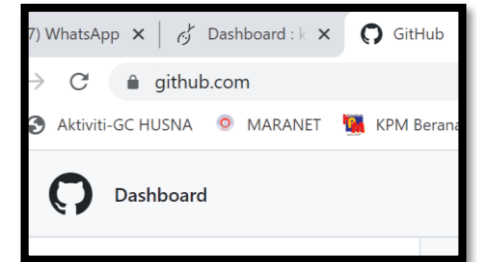 7) WhatsApp Dashboard : k GitHub
github.com
Aktiviti-GC HUSNA MARANET KPM Berana
Dashboard